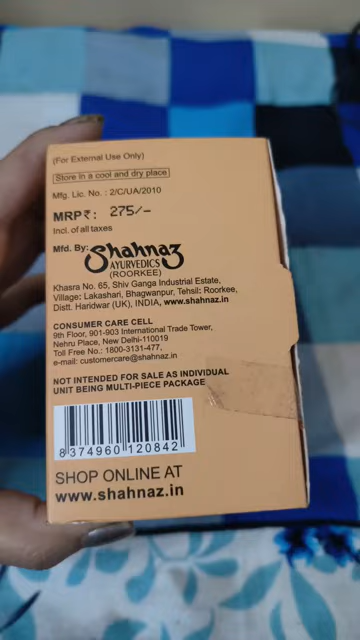 (For External Use Only)
Store in a cool and dry place
Mfg. Lic. No. : 2/C/UA/2010
MRP₹: 275/-
Incl. of all taxes
Mfd. By: Shahnaz
AYURVEDICS
(ROORKEE)
Khasra No. 65, Shiv Ganga Industrial Estate,
Village: Lakashari, Bhagwanpur, Tehsil: Roorkee,
Distt. Haridwar (UK), INDIA, www.shahnaz.in
CONSUMER CARE CELL
9th Floor, 901-903 International Trade Tower,
Nehru Place, New Delhi-110019
Toll Free No.: 1800-3131-477,
e-mail: customercare@shahnaz.in
NOT INTENDED FOR SALE AS INDIVIDUAL
UNIT BEING MULTI-PIECE PACKAGE
8 374960 120842
SHOP ONLINE AT
www.shahnaz.in